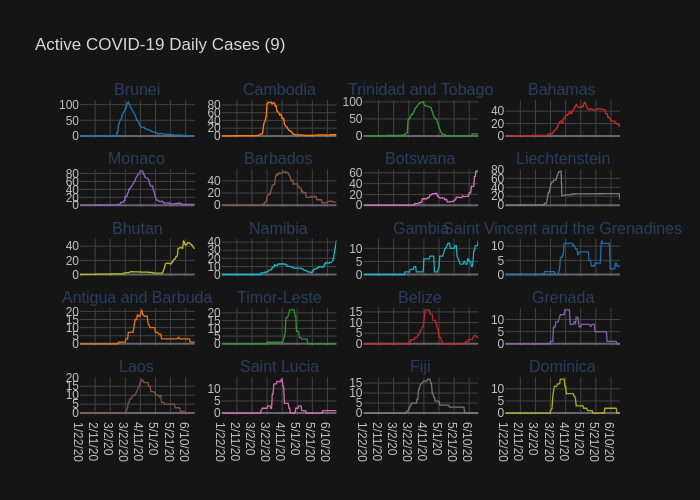 Active COVID-19 Daily Cases (9)
Brunei Cambodia Trinidad and Tobago Bahamas
100 50 0
80 60 40 20 0
100 50 0
40 20 0
Monaco Barbados Botswana Liechtenstein
80 60 40 20 0
40 20 0
60 40 20 0
80 60 40 20 0
Bhutan Namibia Gambia Saint Vincent and the Grenadines
40 20 0
40 30 20 10 0
10 5 0
10 5 0
Antigua and Barbuda Timor-Leste Belize Grenada
20 15 10 5 0
20 15 10 5 0
15 10 5 0
10 5 0
Laos Saint Lucia Fiji Dominica
20 15 10 5 0
10 5 0
15 10 5 0
10 5 0
1/22/20 2/11/20 3/2/20 3/22/20 4/11/20 5/1/20 5/21/20 6/10/20
1/22/20 2/11/20 3/2/20 3/22/20 4/11/20 5/1/20 5/21/20 6/10/20
1/22/20 2/11/20 3/2/20 3/22/20 4/11/20 5/1/20 5/21/20 6/10/20
1/22/20 2/11/20 3/2/20 3/22/20 4/11/20 5/1/20 5/21/20 6/10/20